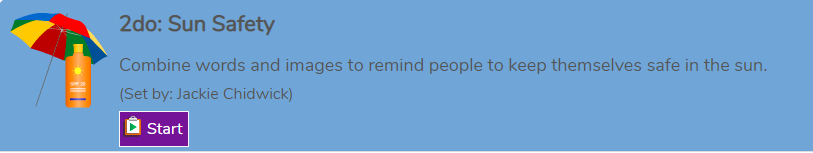 2do: Sun Safety
Combine words and images to remind people to keep themselves safe in the sun.
(Set by: Jackie Chidwick)
Start